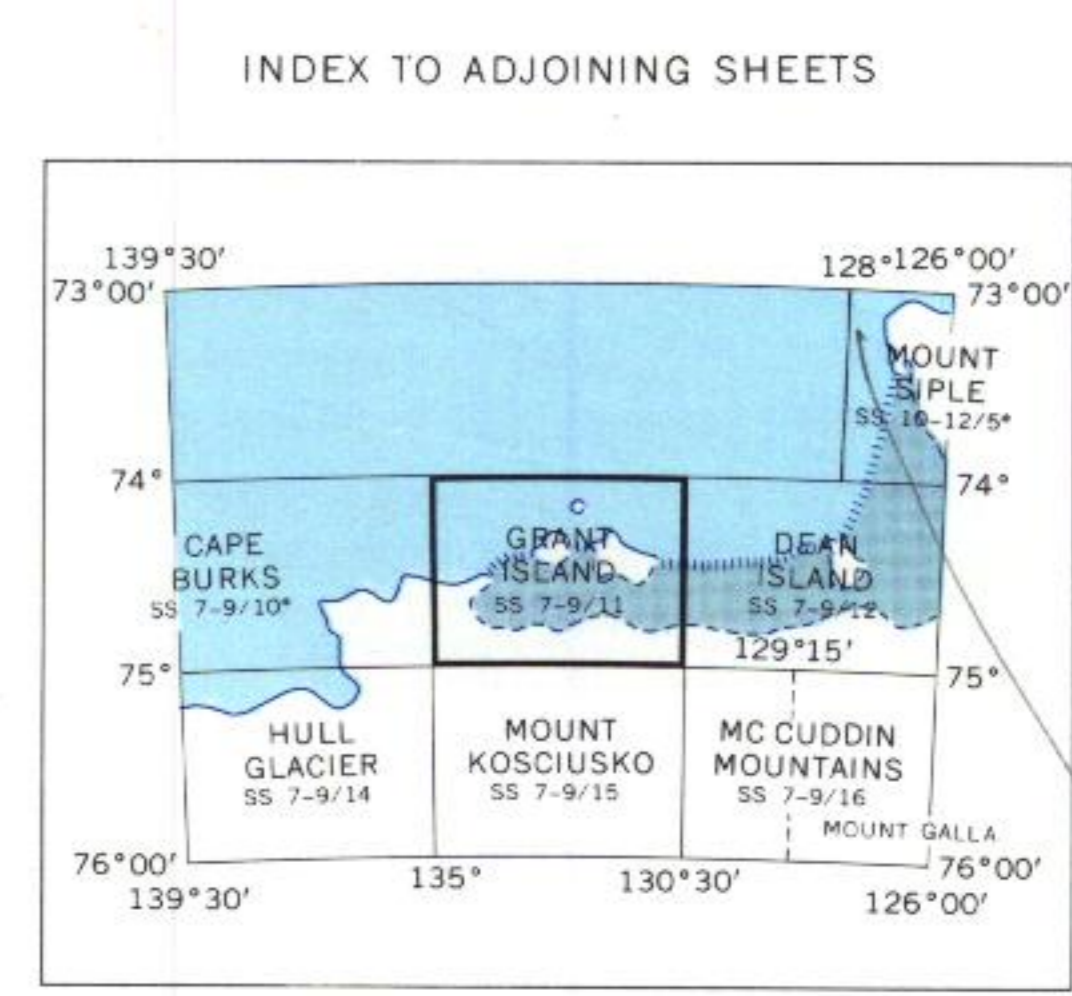 INDEX TO ADJOINING SHEETS
139°30'
128°
126°00'
73°00'
73°00'
MOUNT
SIPLE
SS 10-12/5*
74°
74°
CAPE
BURKS
SS 7-9/10*
GRANT
ISLAND
SS 7-9/11
DEAN
ISLAND
SS 7-9/12
129°15'
75°
75°
HULL
GLACIER
SS 7-9/14
MOUNT
KOSCIUSKO
SS 7-9/15
MC CUDDIN
MOUNTAINS
SS 7-9/16
MOUNT GALLA
76°00'
76°00'
139°30'
135°
130°30'
126°00'